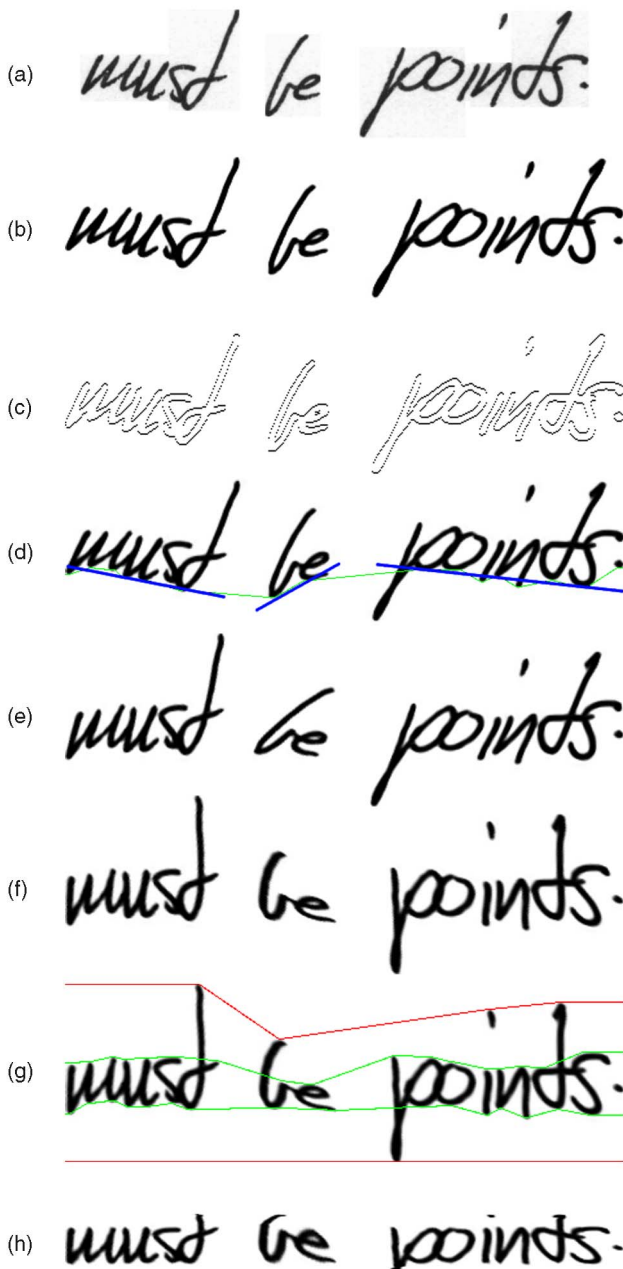 (a) must be points.
(b) must be points.
(c) must be points.
(d) must be points.
(e) must be points.
(f) must be points.
(g) must be points.
(h) must be points.